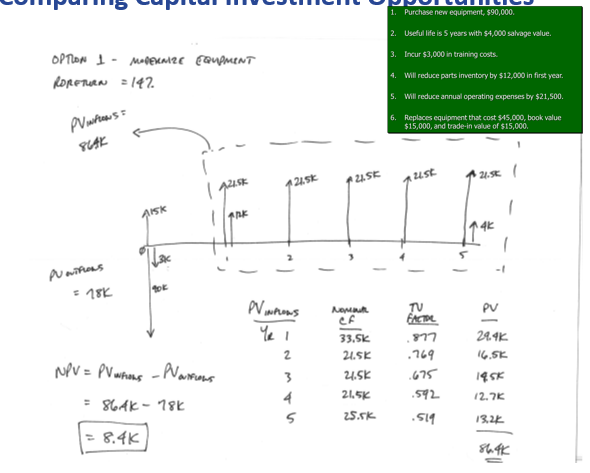 Comparing Capital Investment Opportunities
1. Purchase new equipment, $90,000.
2. Useful life is 5 years with $4,000 salvage value.
3. Incur $3,000 in training costs.
4. Will reduce parts inventory by $12,000 in first year.
5. Will reduce annual operating expenses by $21,500.
6. Replaces equipment that cost $45,000, book value
$15,000, and trade-in value of $15,000.
OPTION 1 - MODERNIZE EQUIPMENT
RORETURN = 14%
PV INFLOWS =
86.4K
21.5K 21.5K 21.5K 21.5K 21.5K
15K 12K 4K
0 1 2 3 4 5
3K
90K
PV OUTFLOWS
= 78K
PV INFLOWS NOMINAL CF TV FACTOR PV
Yr 1 33.5K .877 29.4K
2 21.5K .769 16.5K
3 21.5K .675 14.5K
4 21.5K .592 12.7K
5 25.5K .519 13.2K
86.4K
NPV = PV INFLOWS - PV OUTFLOWS
= 86.4K - 78K
= 8.4K